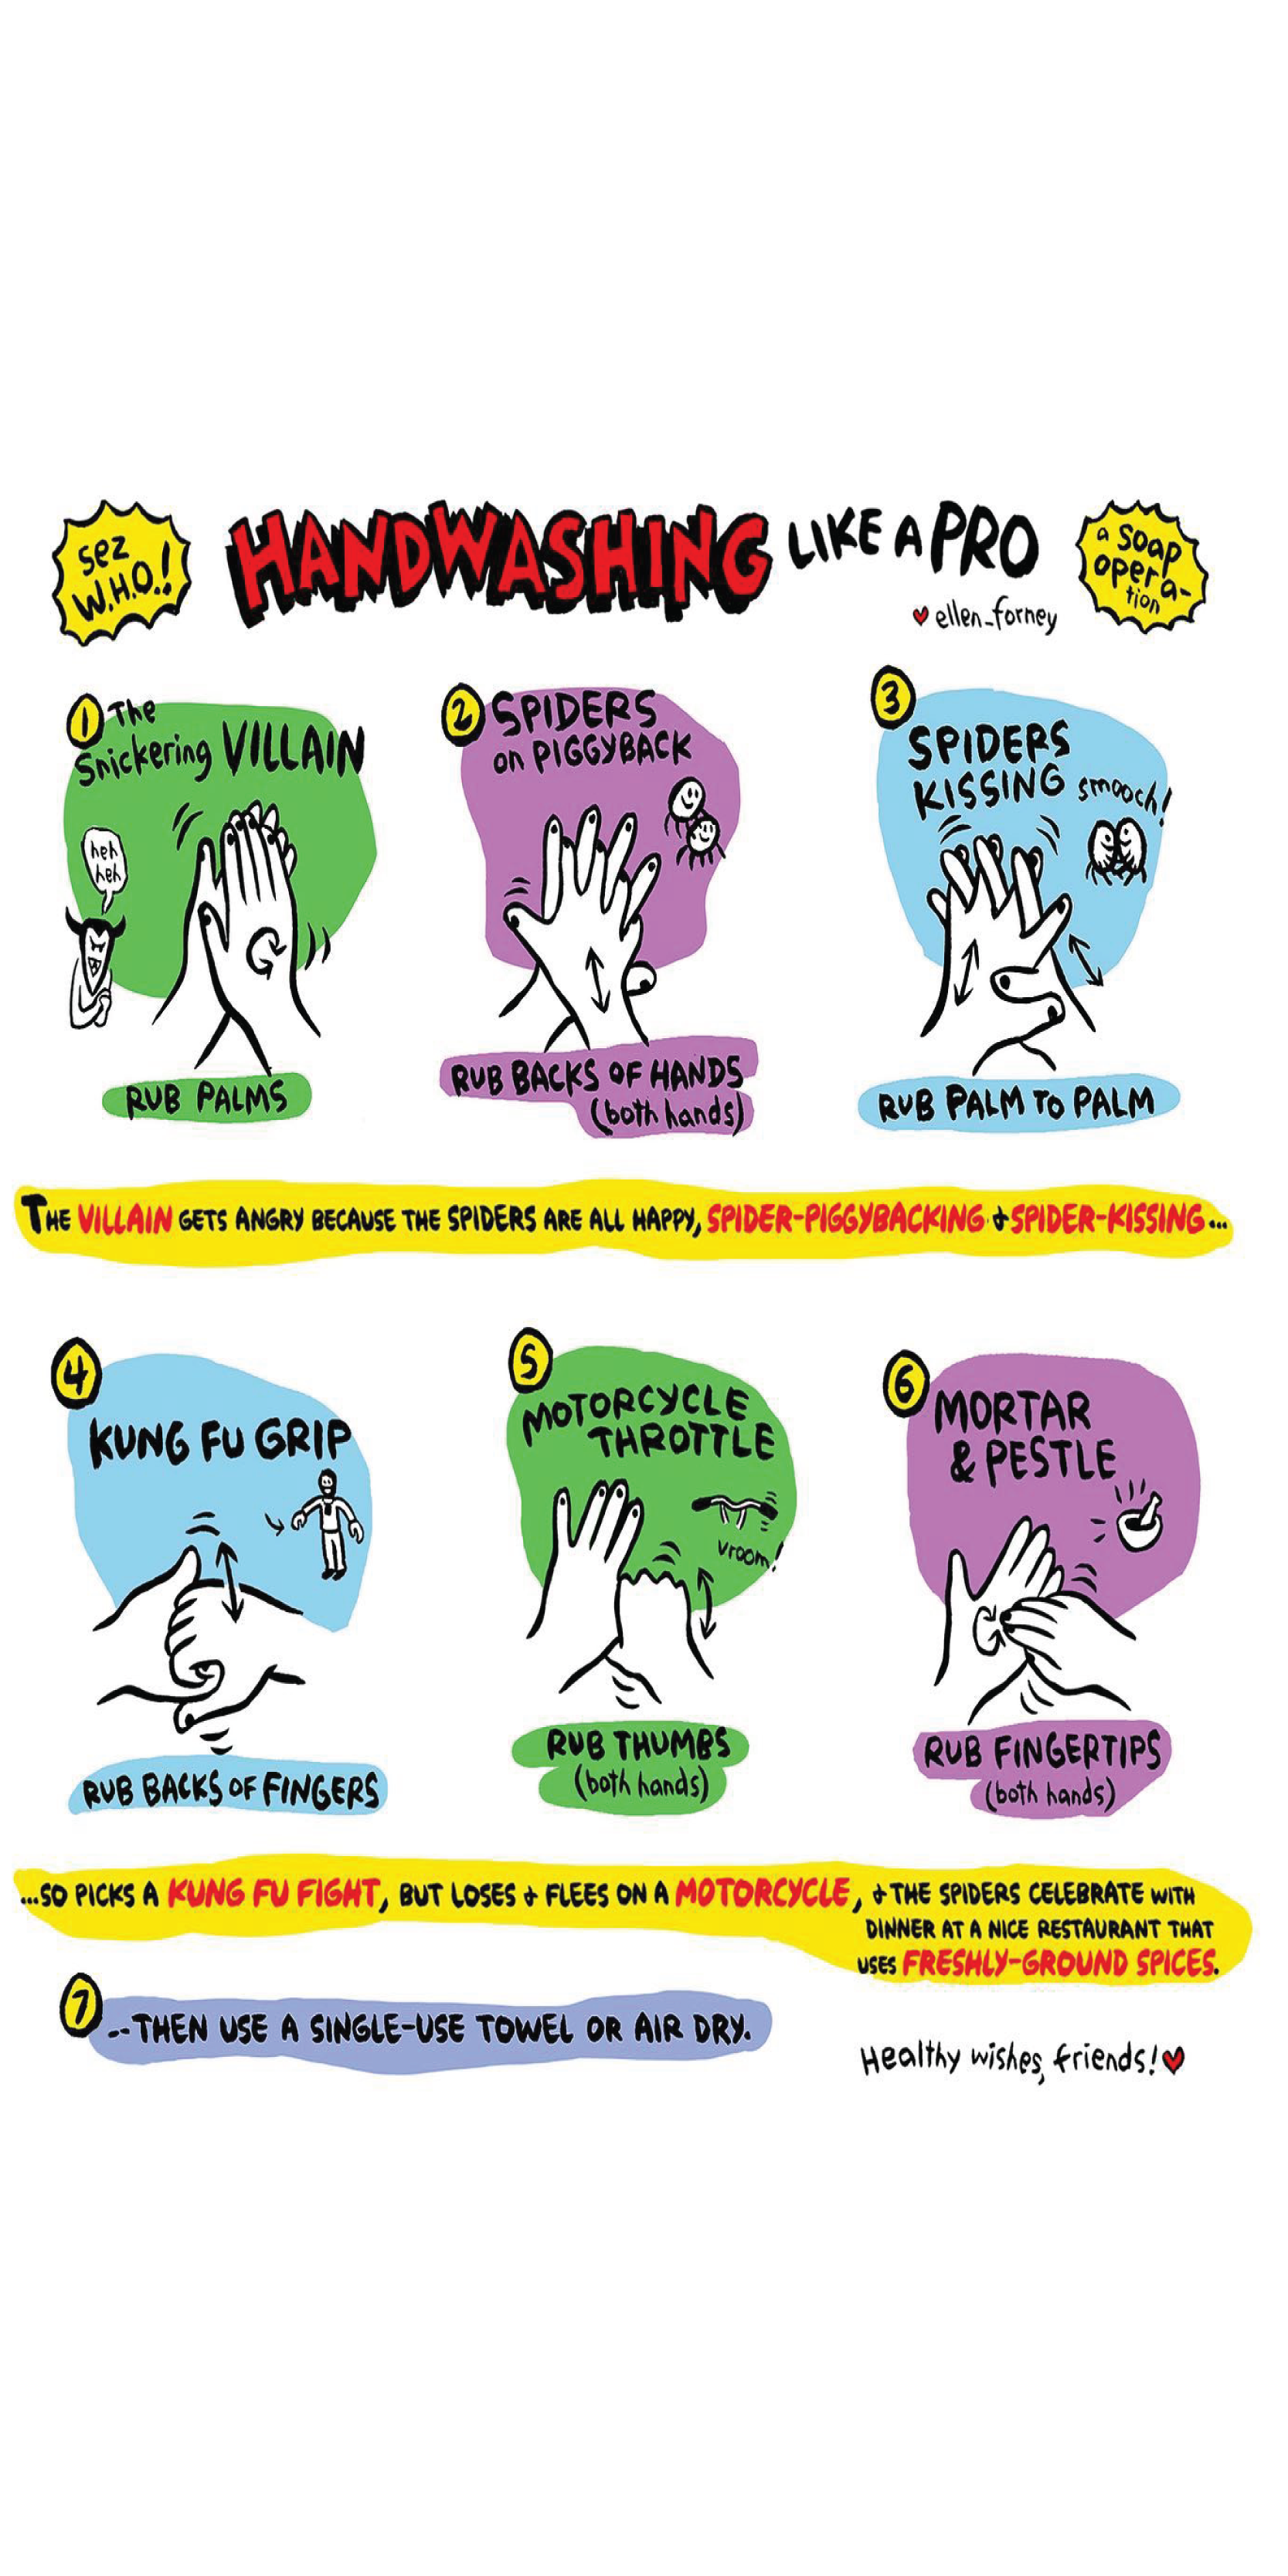 sez
W.H.O.!
HANDWASHING LIKE A PRO
ellen-forney
a soap
opera-
tion
1 The
Snickering VILLAIN
heh
heh
RUB PALMS
2 SPIDERS
on PIGGYBACK
RUB BACKS OF HANDS
(both hands)
3
SPIDERS
KISSING smooch!
RUB PALM TO PALM
THE VILLAIN GETS ANGRY BECAUSE THE SPIDERS ARE ALL HAPPY, SPIDER-PIGGYBACKING + SPIDER-KISSING...
4
KUNG FU GRIP
RUB BACKS OF FINGERS
5
MOTORCYCLE
THROTTLE
vroom!
RUB THUMBS
(both hands)
6 MORTAR
& PESTLE
RUB FINGERTIPS
(both hands)
...SO PICKS A KUNG FU FIGHT, BUT LOSES + FLEES ON A MOTORCYCLE, + THE SPIDERS CELEBRATE WITH
DINNER AT A NICE RESTAURANT THAT
USES FRESHLY-GROUND SPICES.
7 --THEN USE A SINGLE-USE TOWEL OR AIR DRY.
Healthy wishes, friends!